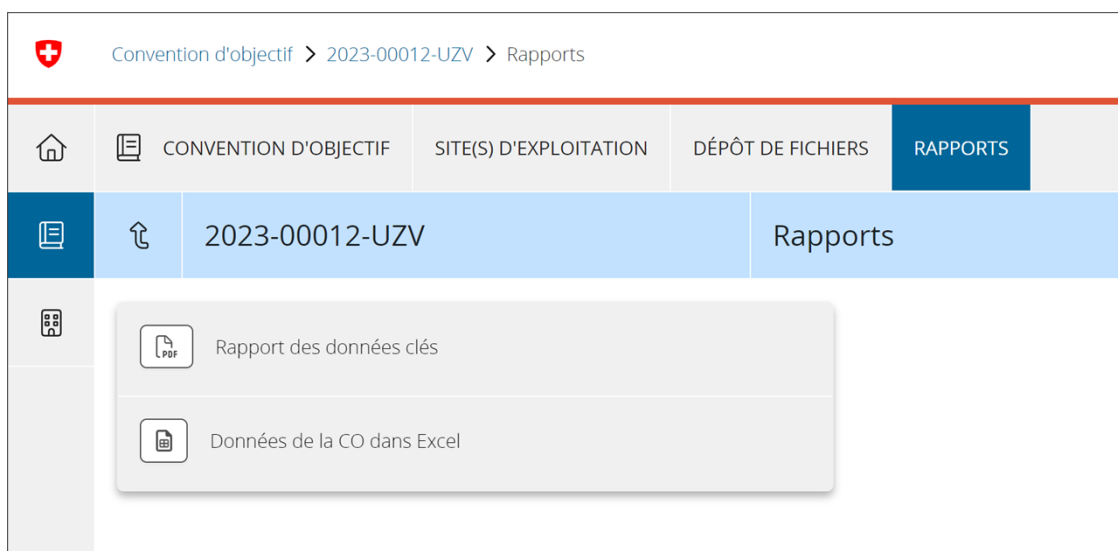 Convention d'objectif > 2023-00012-UZV > Rapports
CONVENTION D'OBJECTIF SITE(S) D'EXPLOITATION DÉPÔT DE FICHIERS RAPPORTS
2023-00012-UZV Rapports
PDF Rapport des données clés
Données de la CO dans Excel